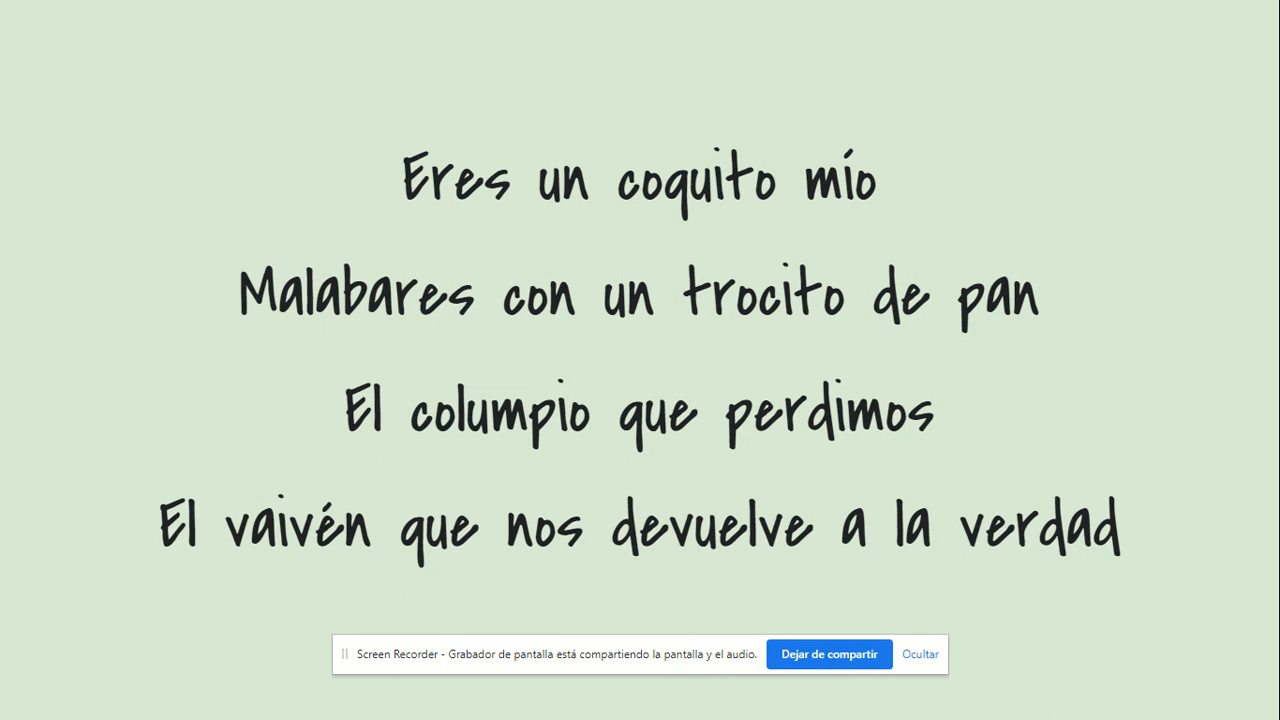 Eres un coquito mío
Malabares con un trocito de pan
El columpio que perdimos
El vaivén que nos devuelve a la verdad
Screen Recorder - Grabador de pantalla está compartiendo la pantalla y el audio. Dejar de compartir Ocultar